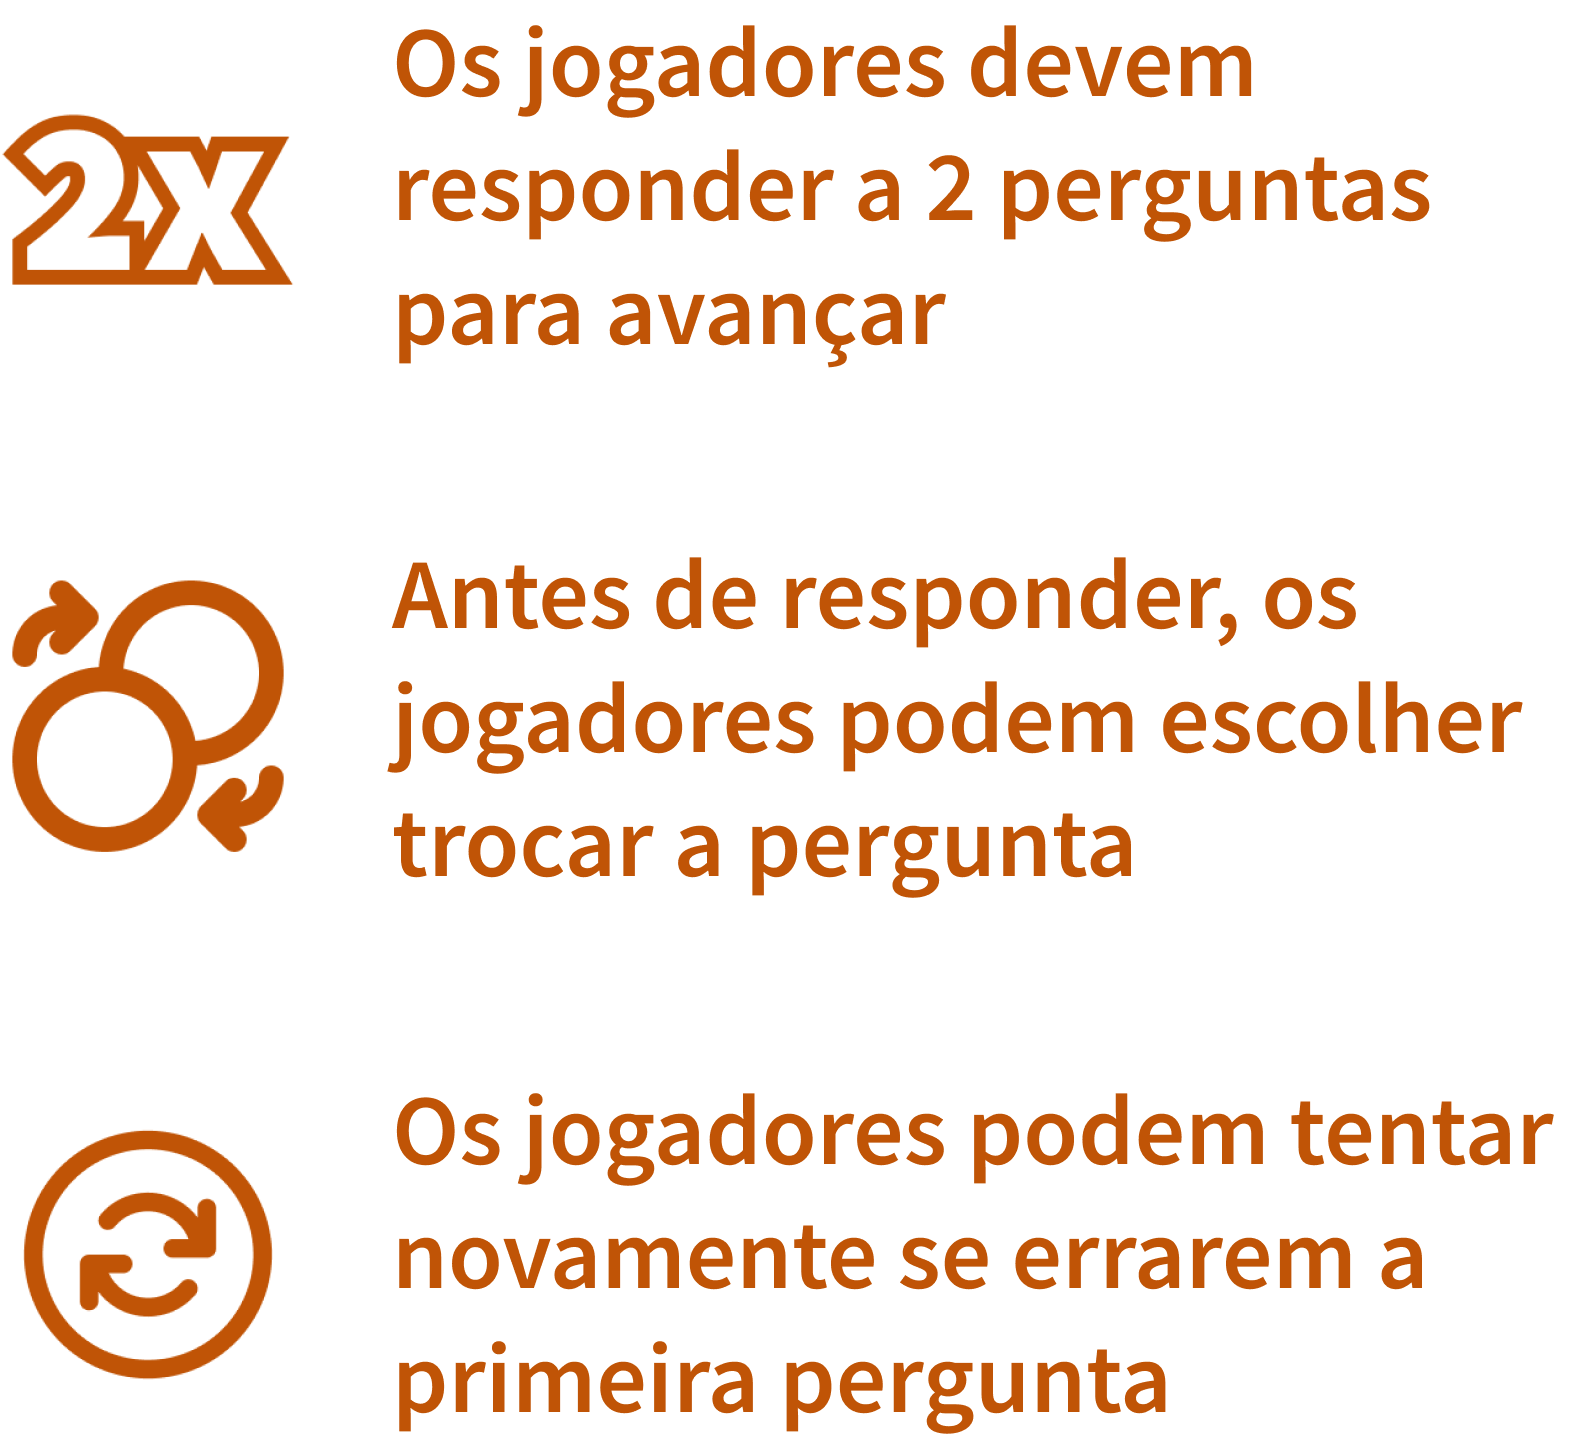 2x
Os jogadores devem
responder a 2 perguntas
para avançar
Antes de responder, os
jogadores podem escolher
trocar a pergunta
Os jogadores podem tentar
novamente se errarem a
primeira pergunta